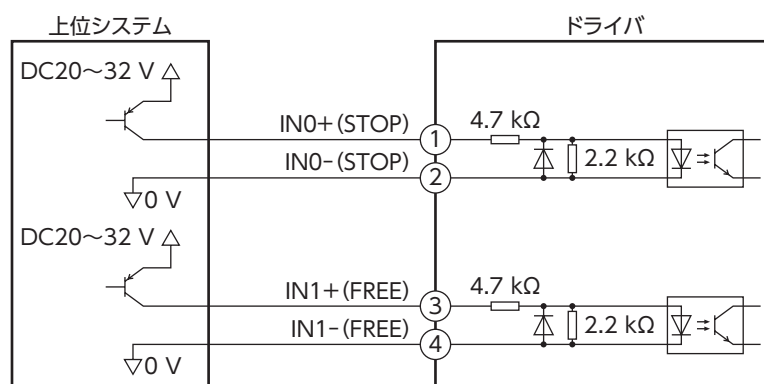 上位システム
ドライバ
DC20～32 V
IN0+(STOP)
1
4.7 kΩ
IN0-(STOP)
2
2.2 kΩ
0 V
DC20～32 V
IN1+(FREE)
3
4.7 kΩ
IN1-(FREE)
4
2.2 kΩ
0 V